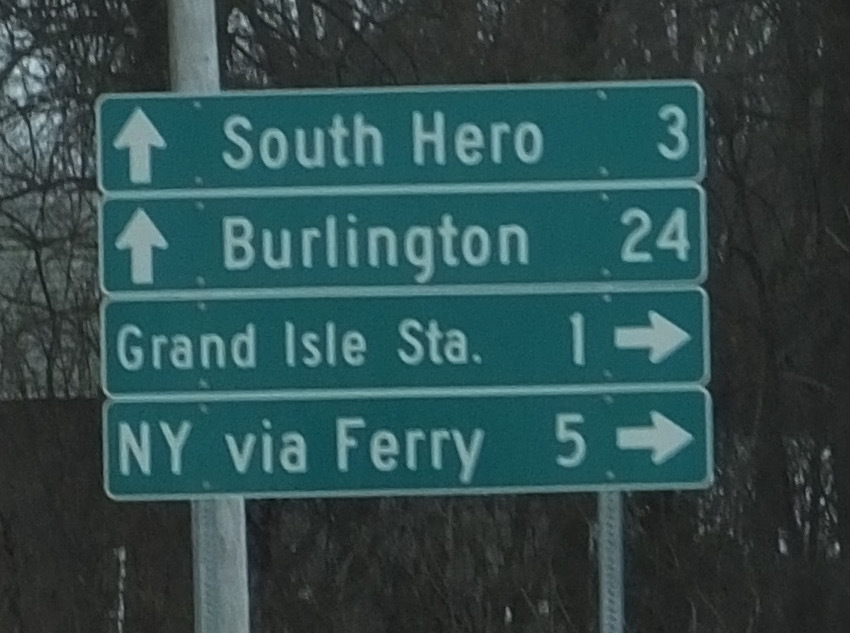 South Hero 3
Burlington 24
Grand Isle Sta. 1
NY via Ferry 5